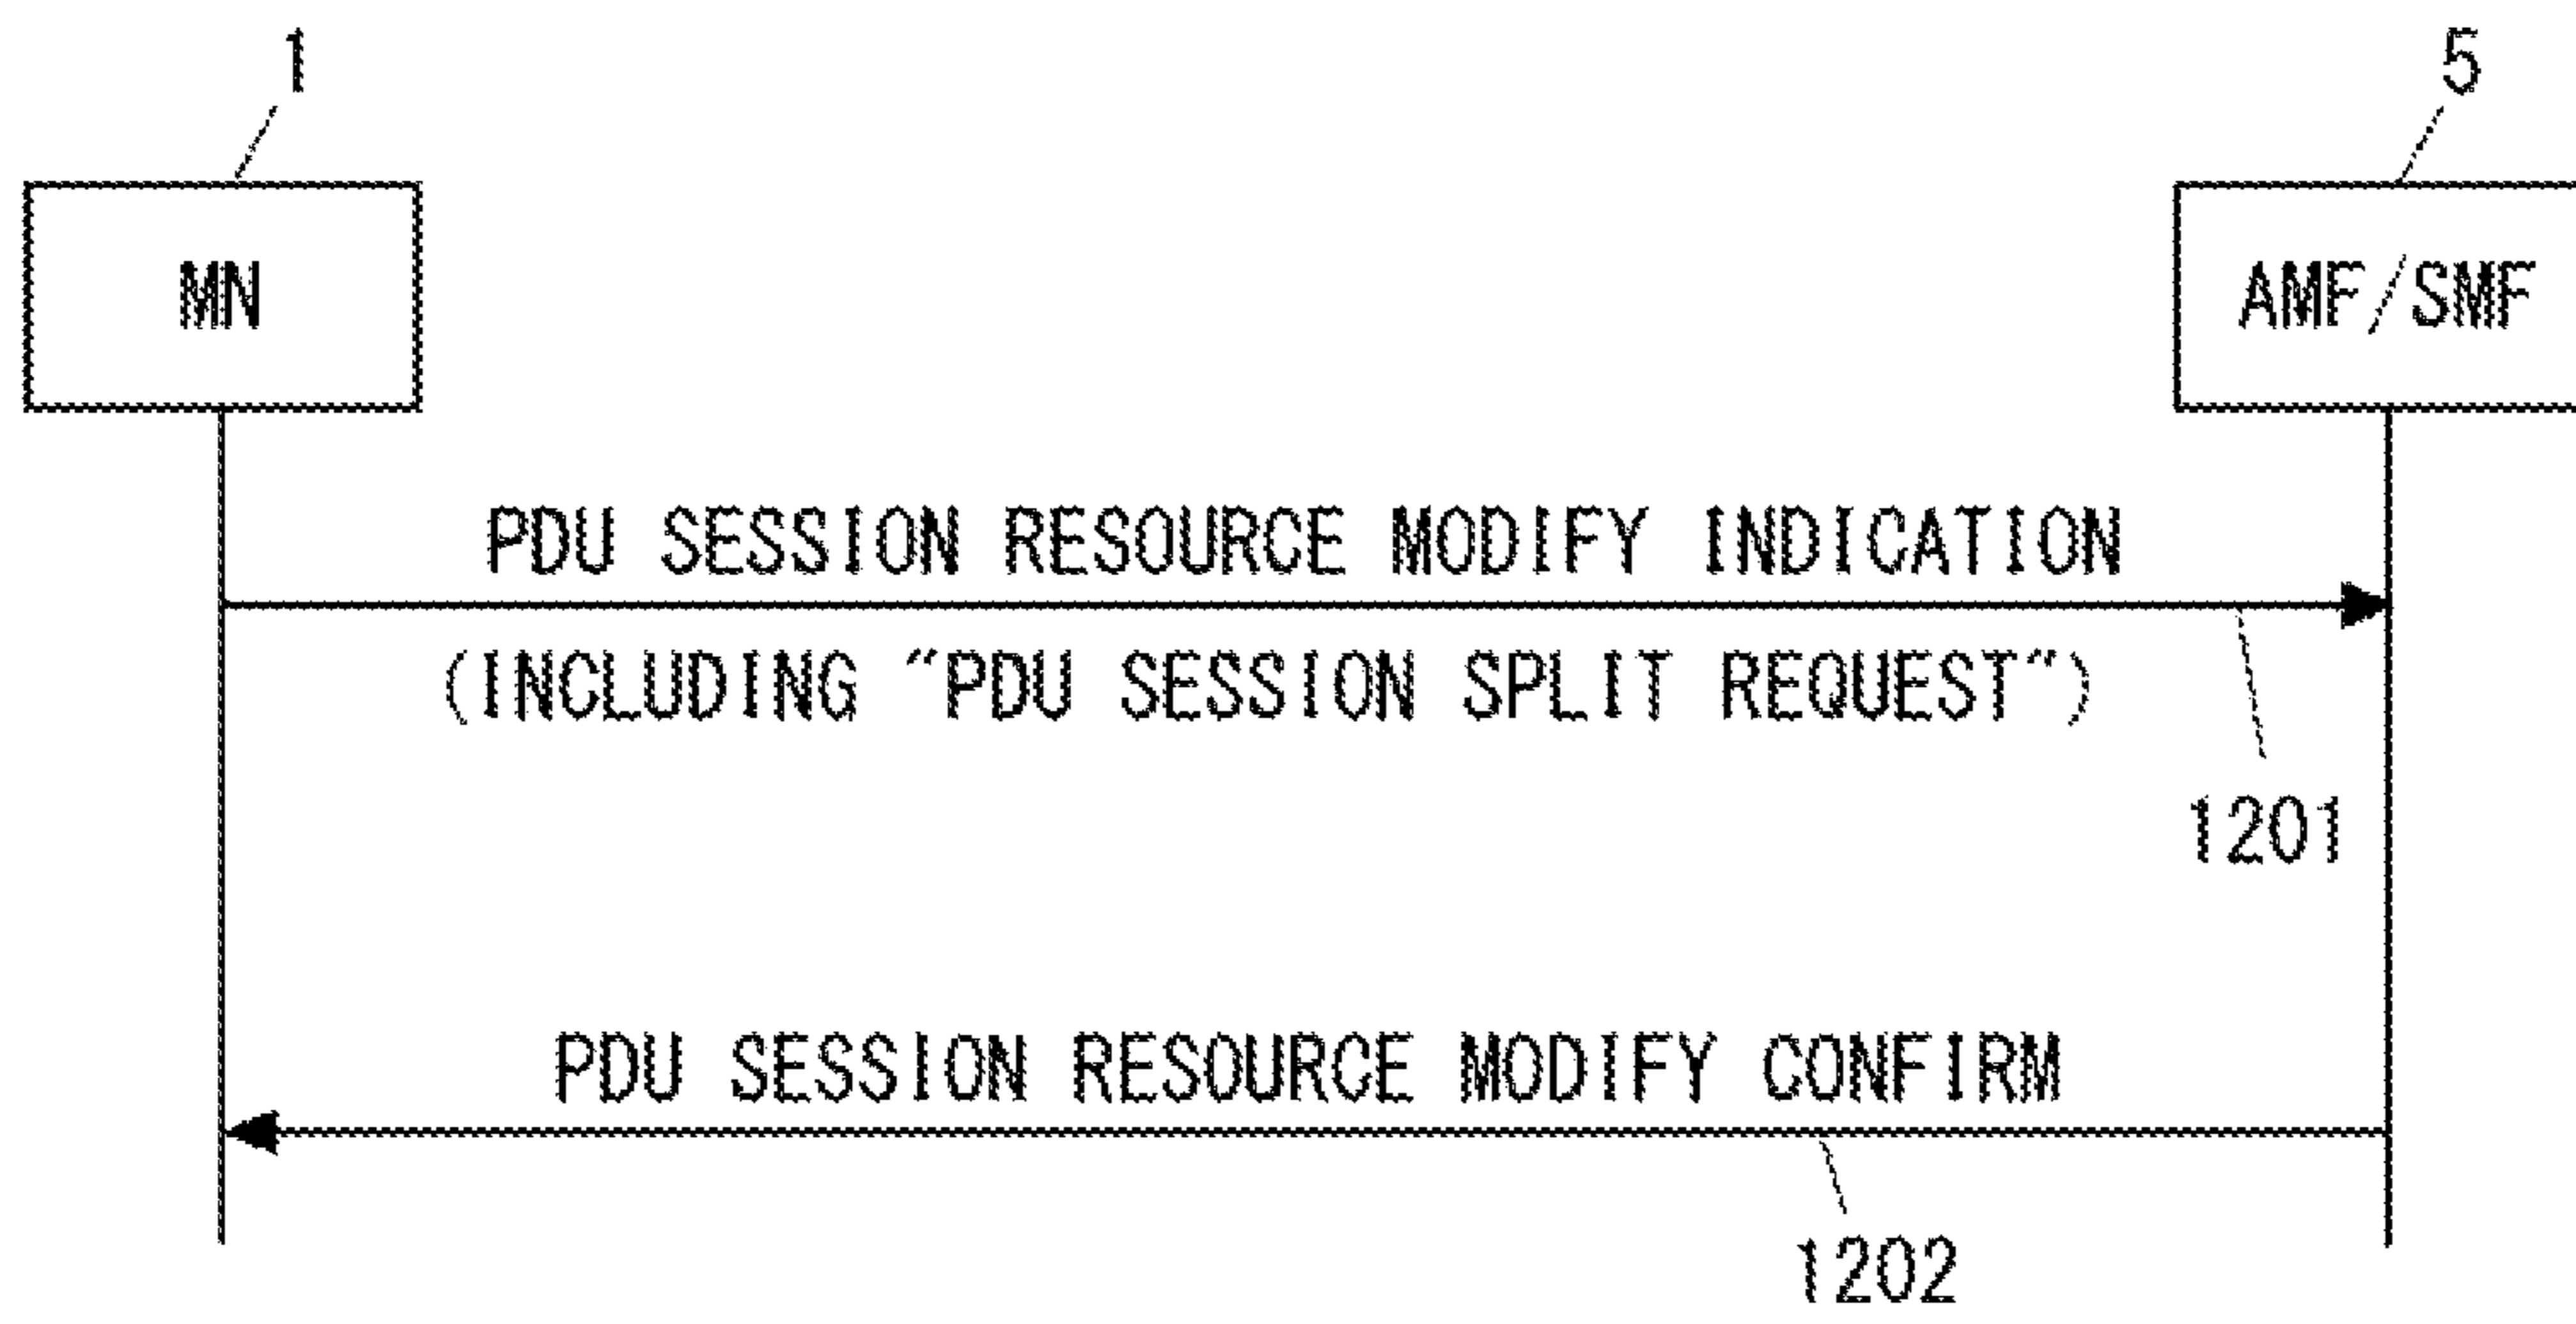 1
5
MN
AMF/SMF
PDU SESSION RESOURCE MODIFY INDICATION
(INCLUDING "PDU SESSION SPLIT REQUEST")
1201
PDU SESSION RESOURCE MODIFY CONFIRM
1202